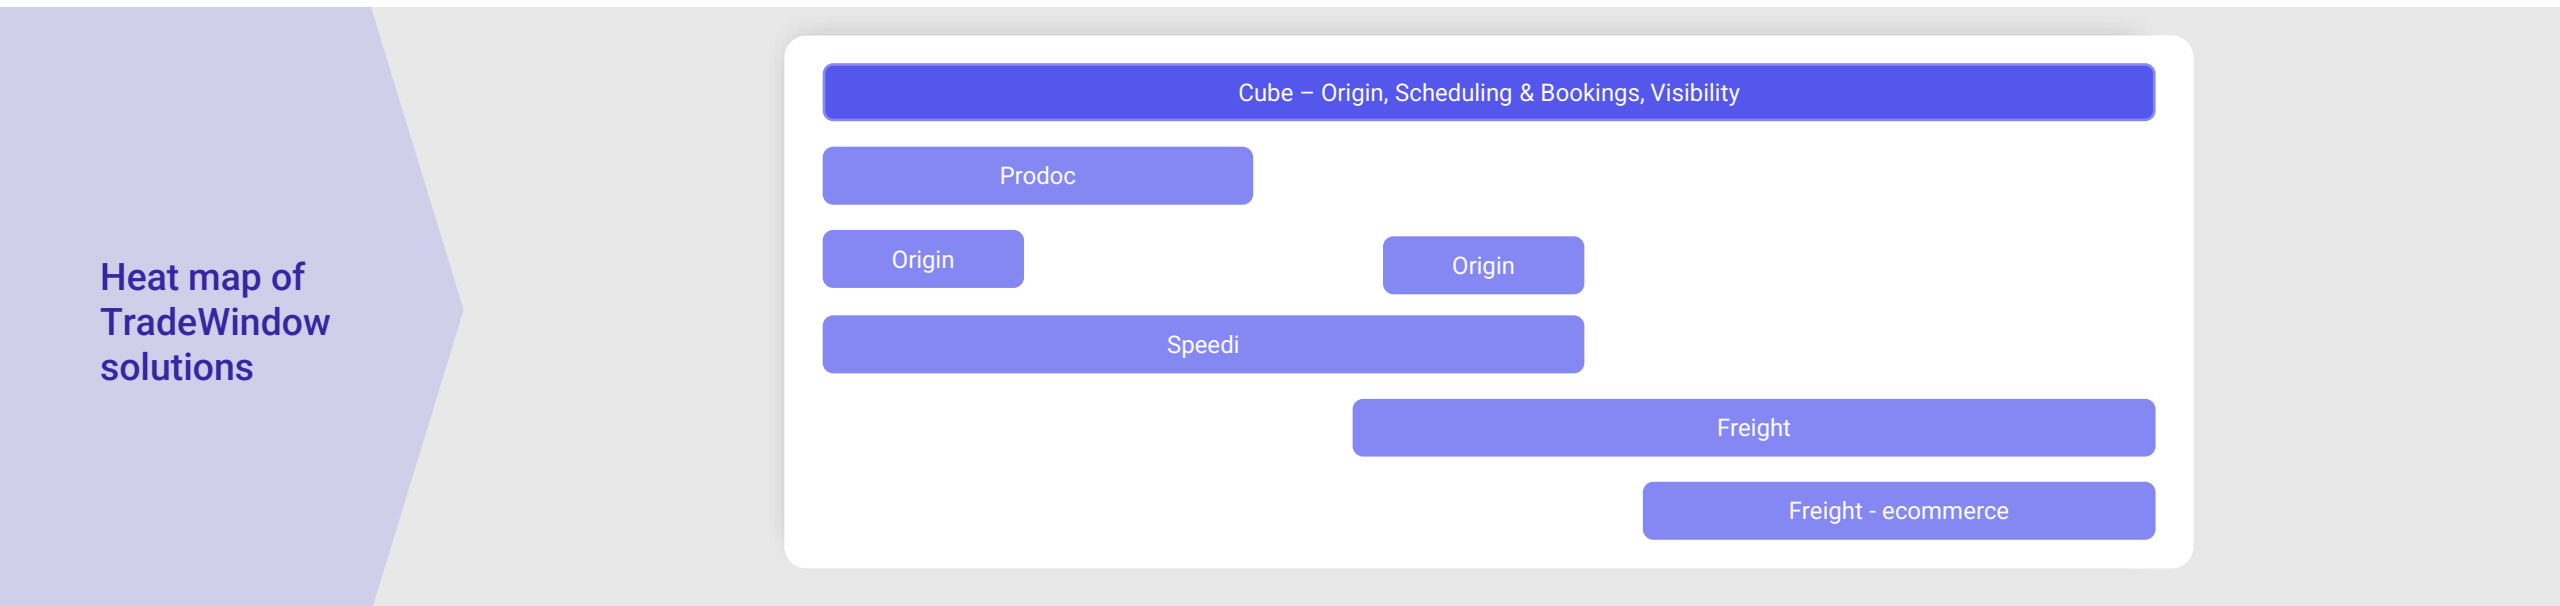 Heat map of
TradeWindow
solutions
Cube – Origin, Scheduling & Bookings, Visibility
Prodoc
Origin
Origin
Speedi
Freight
Freight - ecommerce